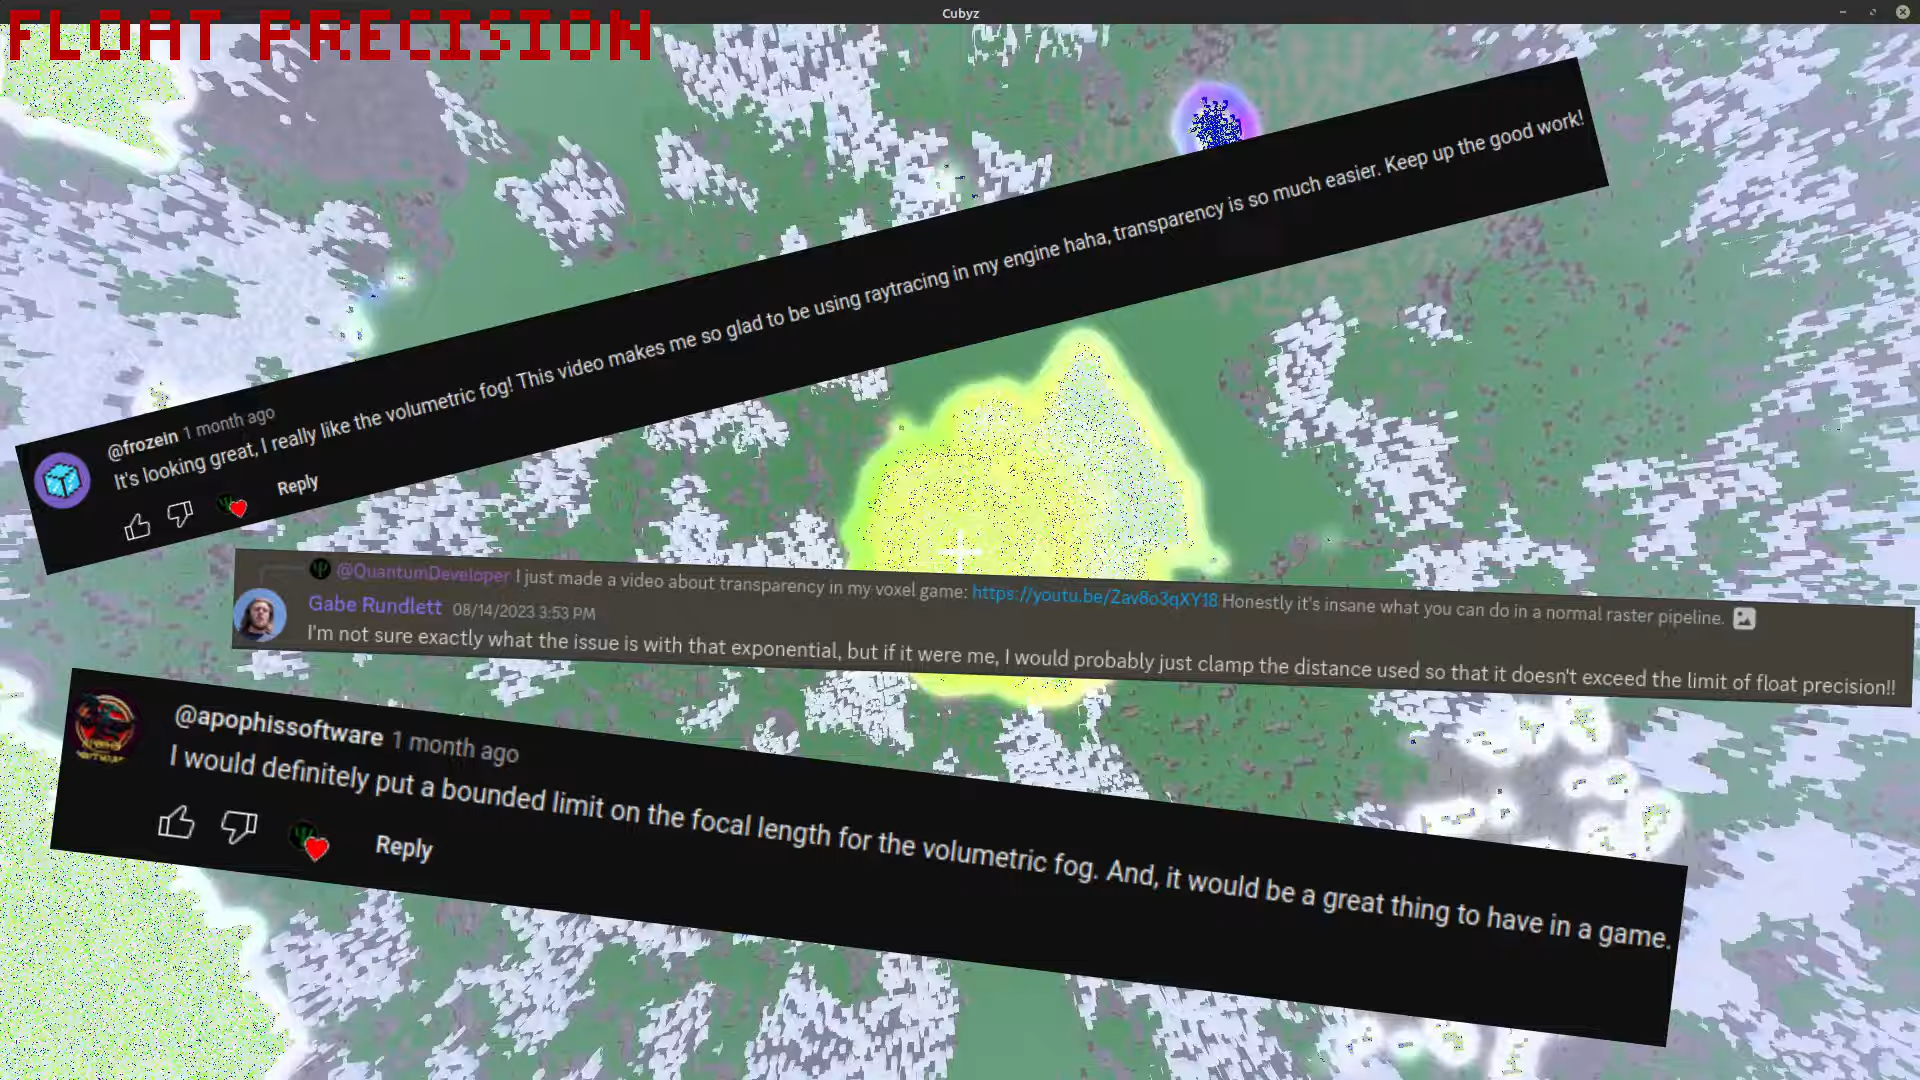 Cubyz
FLOAT PRECISION
@frozein 1 month ago
It's looking great, I really like the volumetric fog! This video makes me so glad to be using raytracing in my engine haha, transparency is so much easier. Keep up the good work!
Reply
@QuantumDeveloper I just made a video about transparency in my voxel game: https://youtu.be/Zav8o3qXY18 Honestly it's insane what you can do in a normal raster pipeline.
Gabe Rundlett 08/14/2023 3:53 PM
I'm not sure exactly what the issue is with that exponential, but if it were me, I would probably just clamp the distance used so that it doesn't exceed the limit of float precision!!
@apophissoftware 1 month ago
I would definitely put a bounded limit on the focal length for the volumetric fog. And, it would be a great thing to have in a game.
Reply